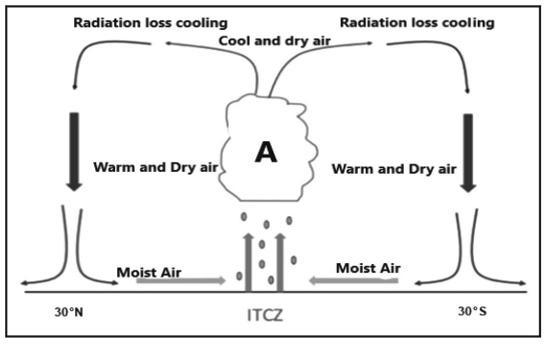 Radiation loss cooling
Radiation loss cooling
Cool and dry air
A
Warm and Dry air
Warm and Dry air
Moist Air
Moist Air
30°N
ITCZ
30°S